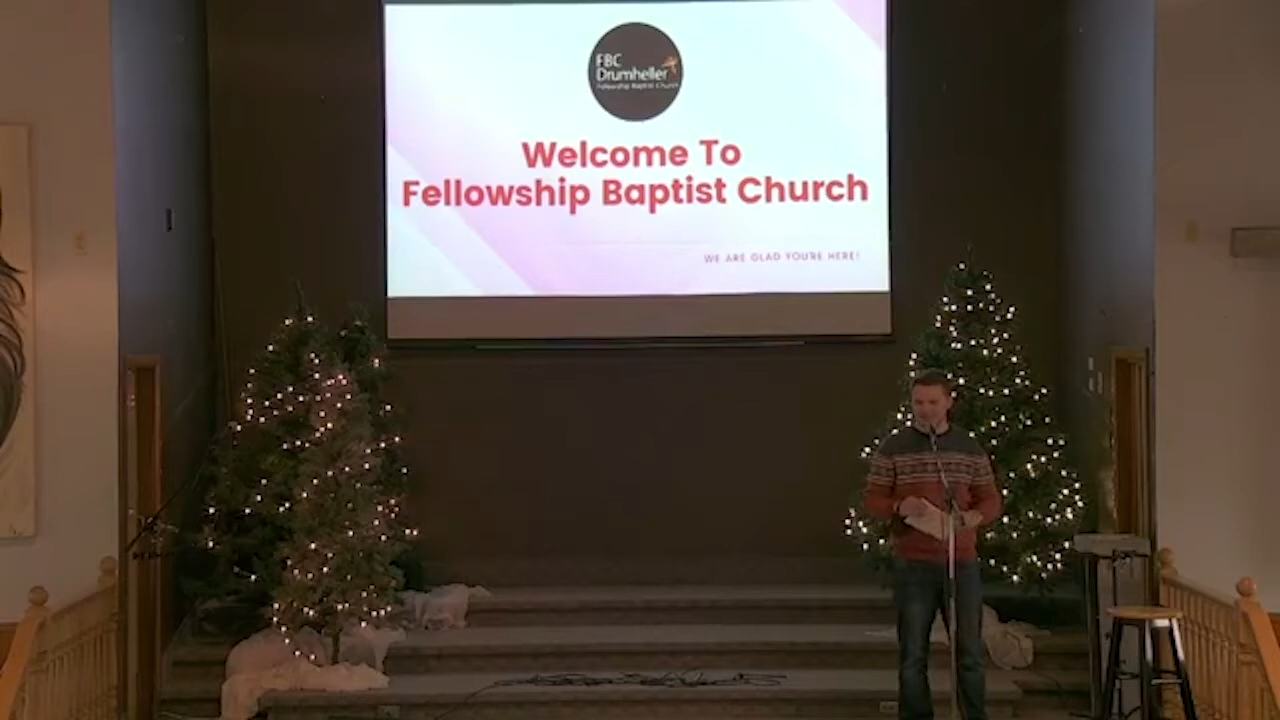 FBC
Drumheller
Fellowship Baptist Church
Welcome To
Fellowship Baptist Church
WE ARE GLAD YOU'RE HERE!